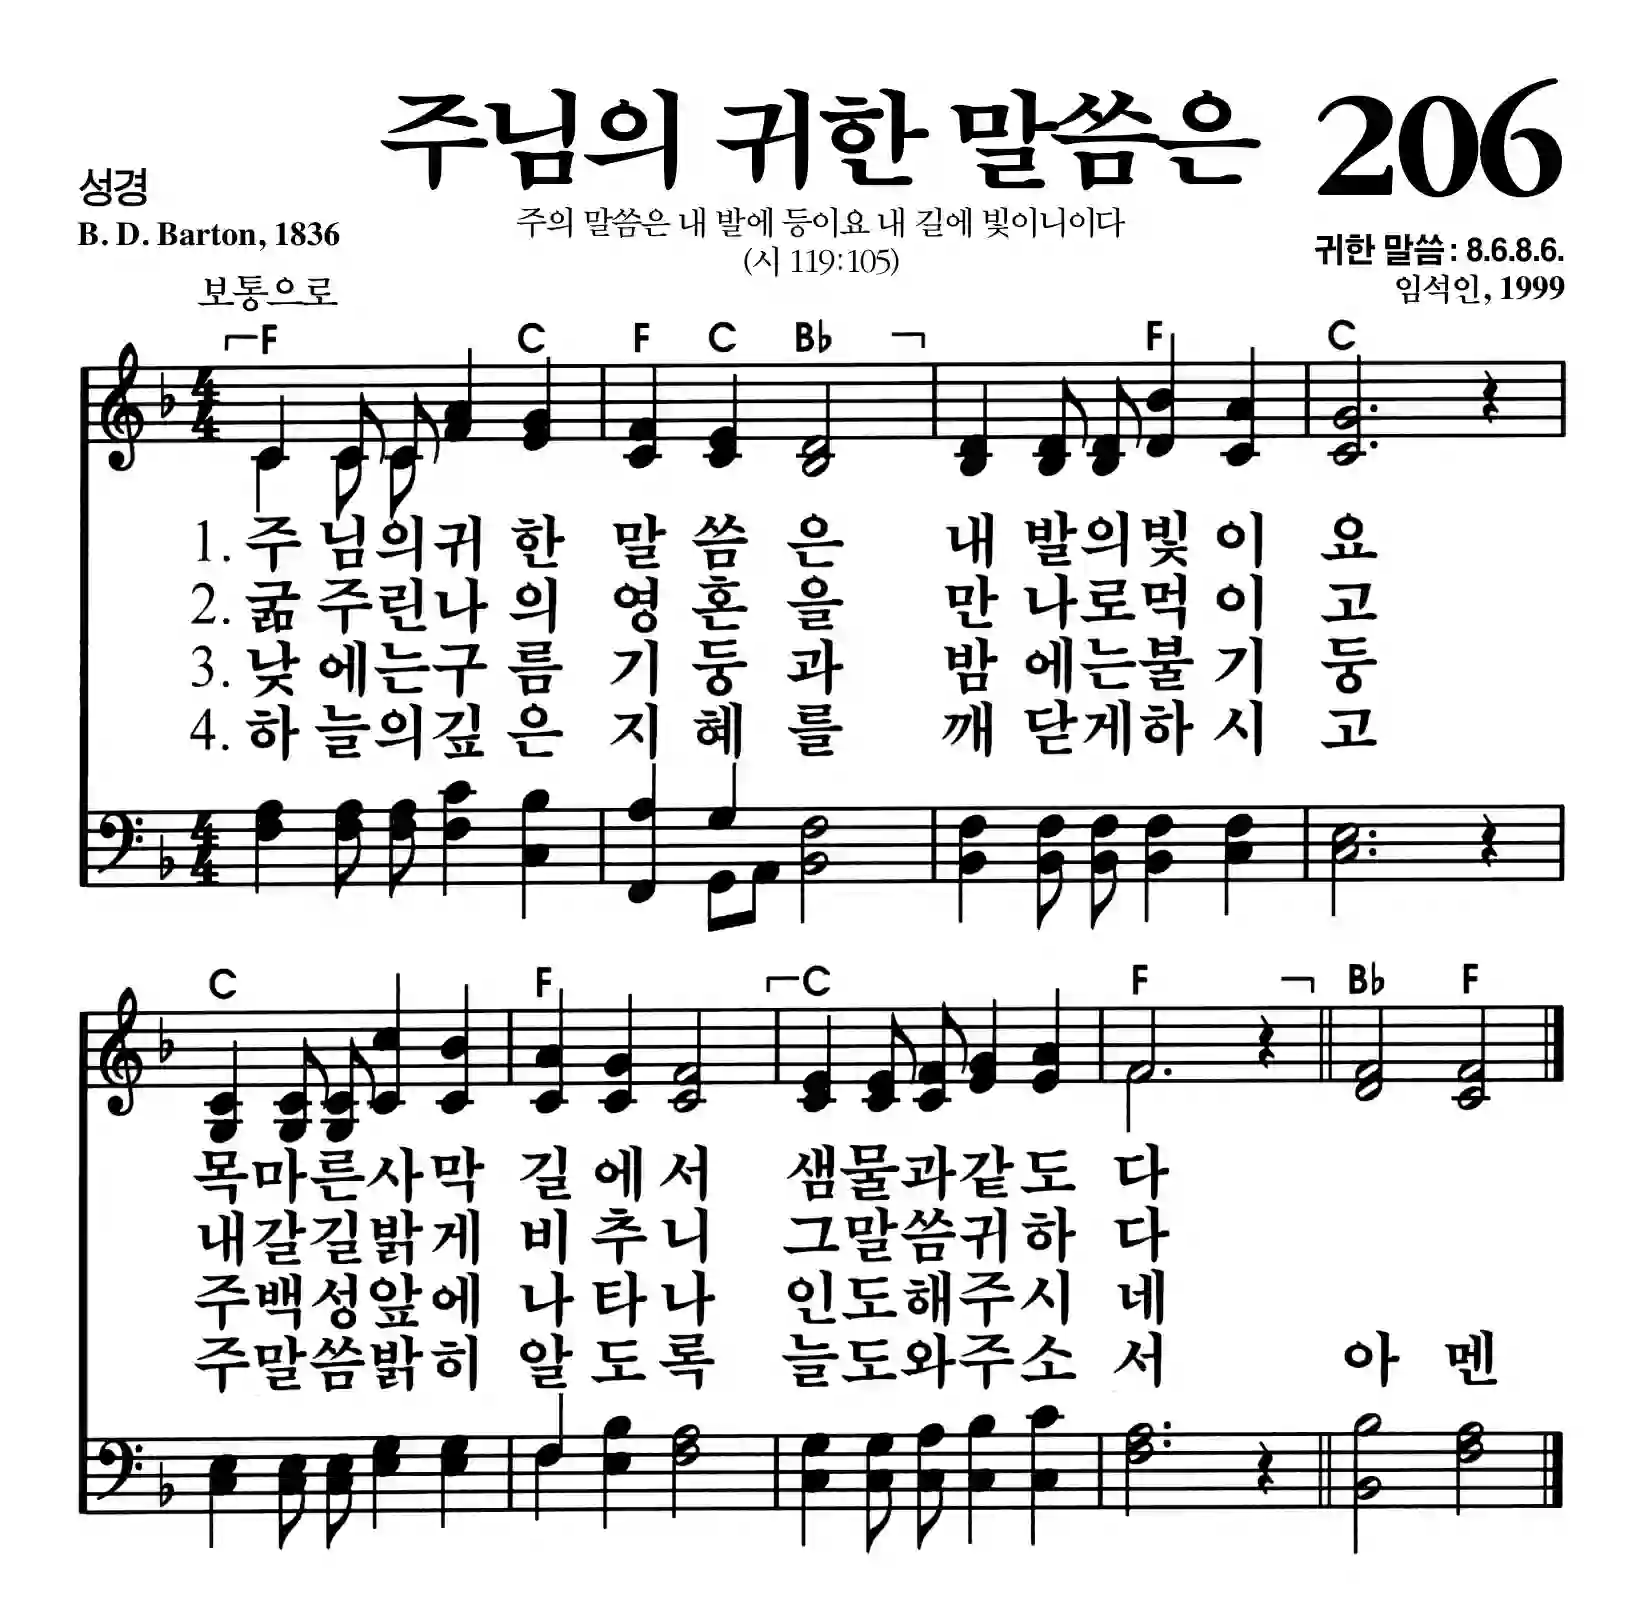 주님의 귀한 말씀은 206
성경
B. D. Barton, 1836
주의 말씀은 내 발에 등이요 내 길에 빛이니이다
(시 119:105)
귀한 말씀 : 8.6.8.6.
임석인, 1999
보통으로
F C F C B♭ F C
1. 주 님의귀 한 말 씀 은 내 발의빛 이 요
2. 굶 주린나 의 영 혼 을 만 나로먹 이 고
3. 낮 에는구 름 기 둥 과 밤 에는불 기 둥
4. 하 늘의깊 은 지 혜 를 깨 닫게하 시 고
C F C F B♭ F
목마른사막 길에서 샘물과같도 다
내갈길밝게 비추니 그말씀귀하 다
주백성앞에 나타나 인도해주시 네
주말씀밝히 알도록 늘도와주소 서 아 멘